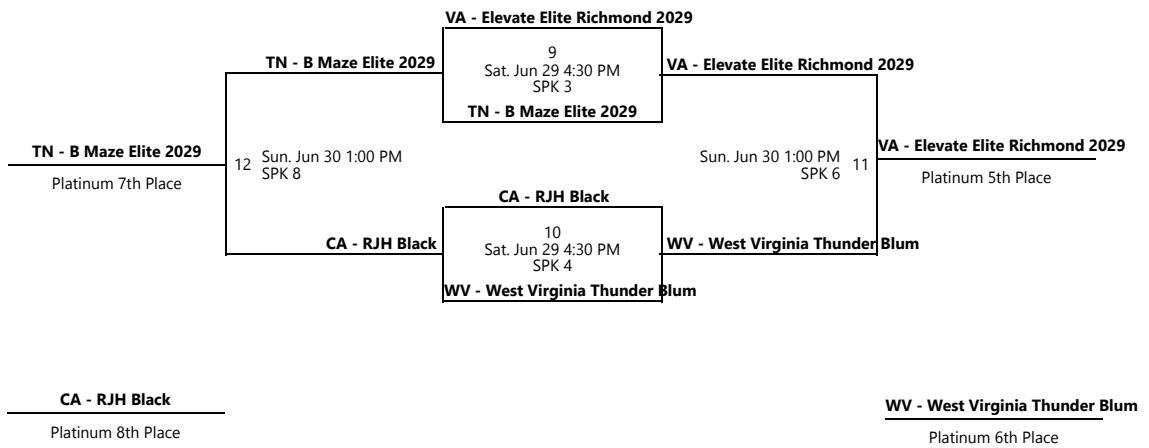 VA - Elevate Elite Richmond 2029
9
Sat. Jun 29 4:30 PM
SPK 3
TN - B Maze Elite 2029
VA - Elevate Elite Richmond 2029
TN - B Maze Elite 2029
TN - B Maze Elite 2029
Platinum 7th Place
12
Sun. Jun 30 1:00 PM
SPK 8
Sun. Jun 30 1:00 PM
SPK 6
11
VA - Elevate Elite Richmond 2029
Platinum 5th Place
CA - RJH Black
10
Sat. Jun 29 4:30 PM
SPK 4
CA - RJH Black
WV - West Virginia Thunder Blum
WV - West Virginia Thunder Blum
CA - RJH Black
Platinum 8th Place
WV - West Virginia Thunder Blum
Platinum 6th Place